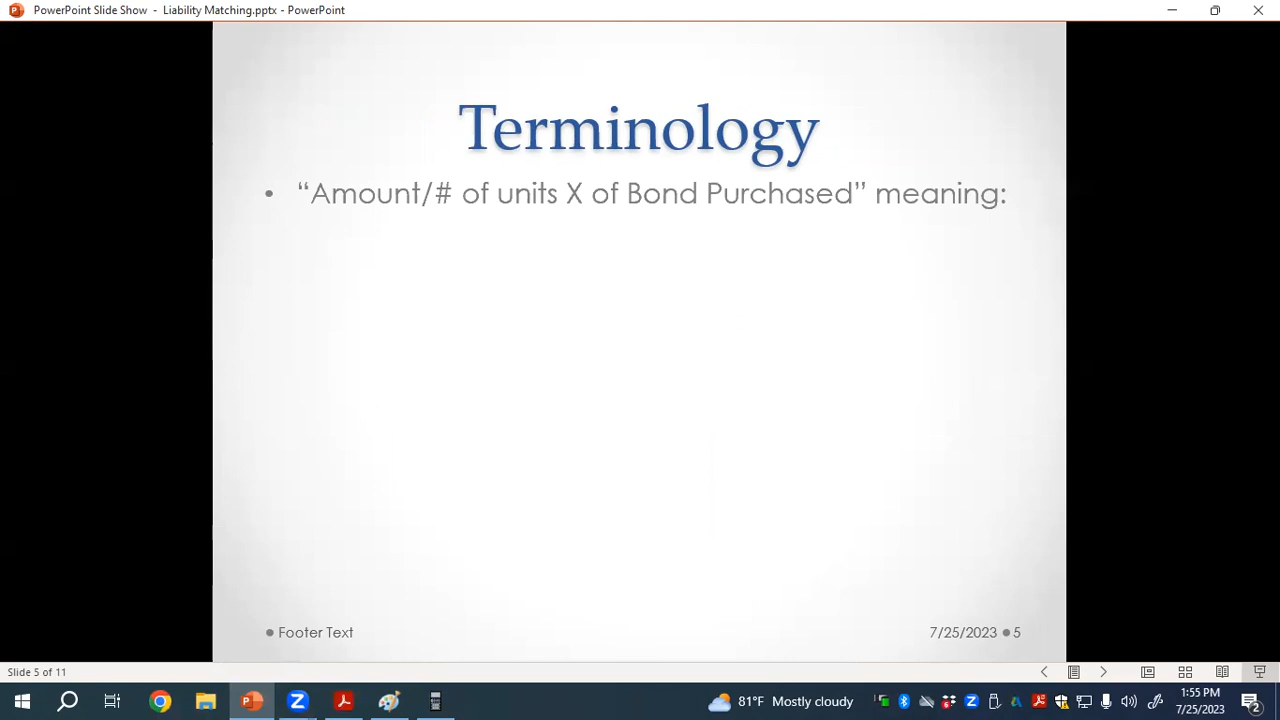 PowerPoint Slide Show - Liability Matching.pptx - PowerPoint
Terminology
• “Amount/# of units X of Bond Purchased” meaning:
Footer Text
7/25/2023 5
Slide 5 of 11
81°F Mostly cloudy
1:55 PM
7/25/2023
2